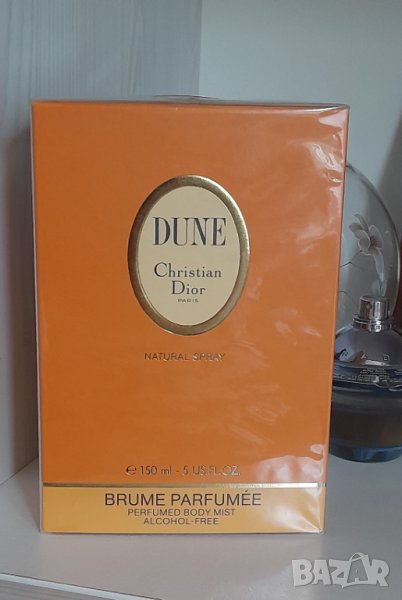 DUNE
Christian
Dior
PARIS
NATURAL SPRAY
℮ 150 ml - 5 US.FL.OZ.
BRUME PARFUMÉE
PERFUMED BODY MIST
ALCOHOL-FREE
BAZAR